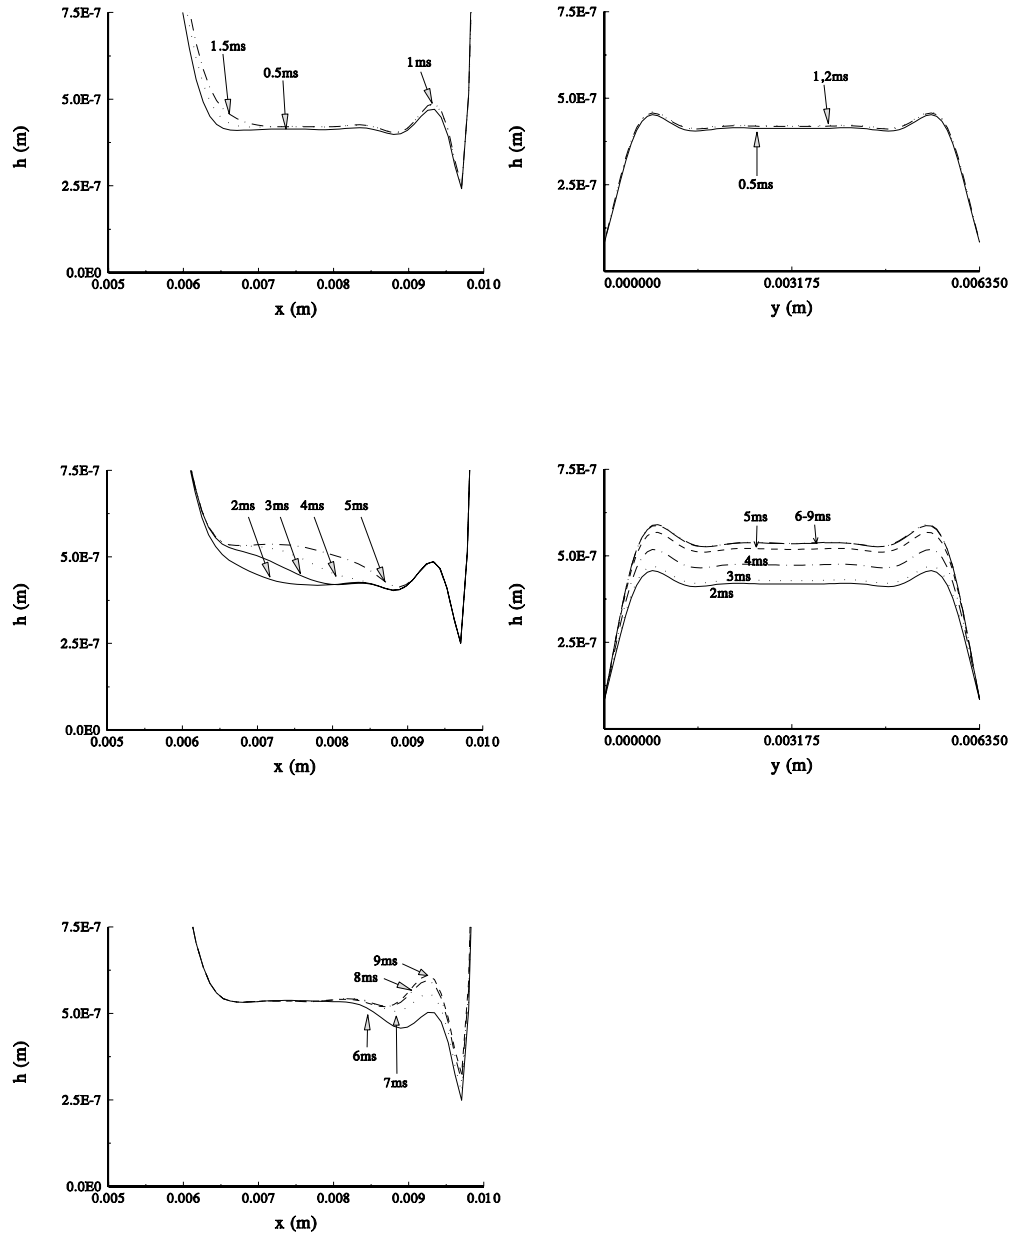 7.5E-7
5.0E-7
2.5E-7
0.0E0
h (m)
1.5ms
0.5ms
1ms
0.005
0.006
0.007
0.008
0.009
0.010
x (m)
7.5E-7
5.0E-7
2.5E-7
h (m)
1,2ms
0.5ms
0.000000
0.003175
0.006350
y (m)
7.5E-7
5.0E-7
2.5E-7
0.0E0
h (m)
2ms
3ms
4ms
5ms
0.005
0.006
0.007
0.008
0.009
0.010
x (m)
7.5E-7
5.0E-7
2.5E-7
h (m)
5ms
6-9ms
4ms
3ms
2ms
0.000000
0.003175
0.006350
y (m)
7.5E-7
5.0E-7
2.5E-7
0.0E0
h (m)
9ms
8ms
6ms
7ms
0.005
0.006
0.007
0.008
0.009
0.010
x (m)